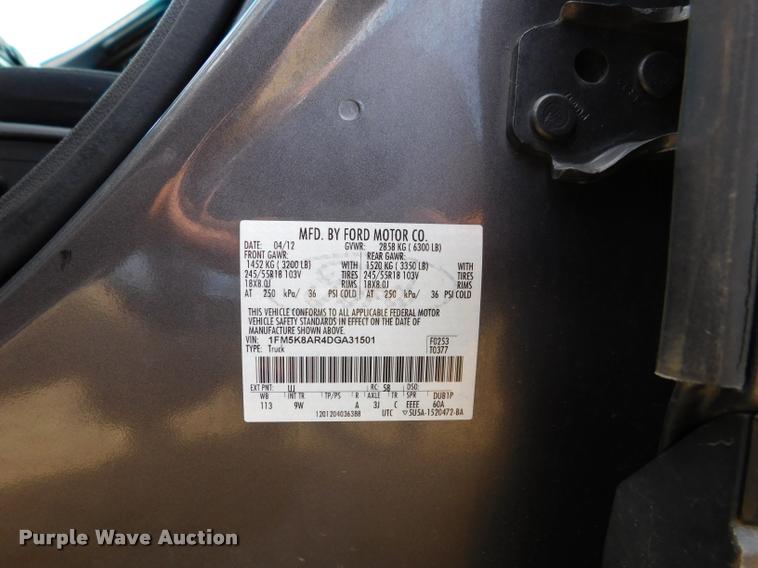 MFD. BY FORD MOTOR CO.
DATE: 04/12 GVWR: 2858 KG ( 6300 LB)
FRONT GAWR: REAR GAWR:
1452 KG ( 3200 LB) WITH 1520 KG ( 3350 LB) WITH
245/55R18 103V TIRES 245/55R18 103V TIRES
18X8.0J RIMS 18X8.0J RIMS
AT 250 kPa/ 36 PSI COLD AT 250 kPa/ 36 PSI COLD
THIS VEHICLE CONFORMS TO ALL APPLICABLE FEDERAL MOTOR
VEHICLE SAFETY STANDARDS IN EFFECT ON THE DATE OF
MANUFACTURE SHOWN ABOVE.
VIN: 1FM5K8AR4DGA31501 F0253
TYPE: Truck T0377
EXT PNT: UJ RC: 58 DSO:
WB INT TR TP/PS R AXLE TR SPR DUB1P
113 9W A 3J C EEEE 60A
1201204036388 UTC 5U5A-1520472-BA
Purple Wave Auction